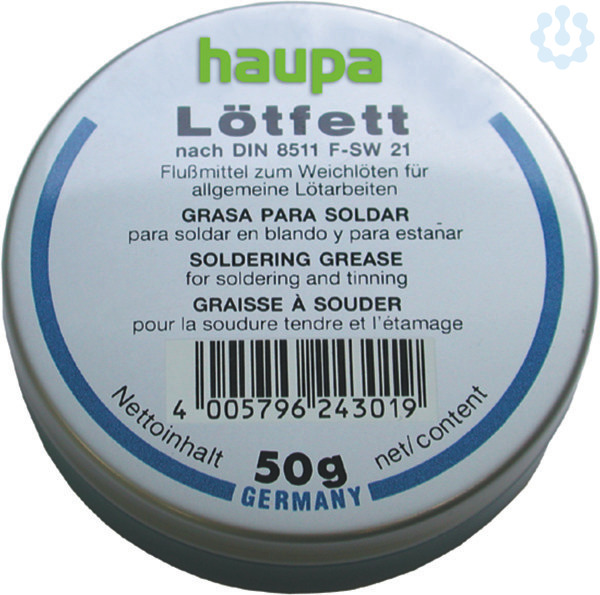 haupa
Lötfett
nach DIN 8511 F-SW 21
Flußmittel zum Weichlöten für
allgemeine Lötarbeiten
GRASA PARA SOLDAR
para soldar en blando y para estañar
SOLDERING GREASE
for soldering and tinning
GRAISSE À SOUDER
pour la soudure tendre et l'étamage
4 005796 243019
Nettoinhalt 50g net/content
GERMANY